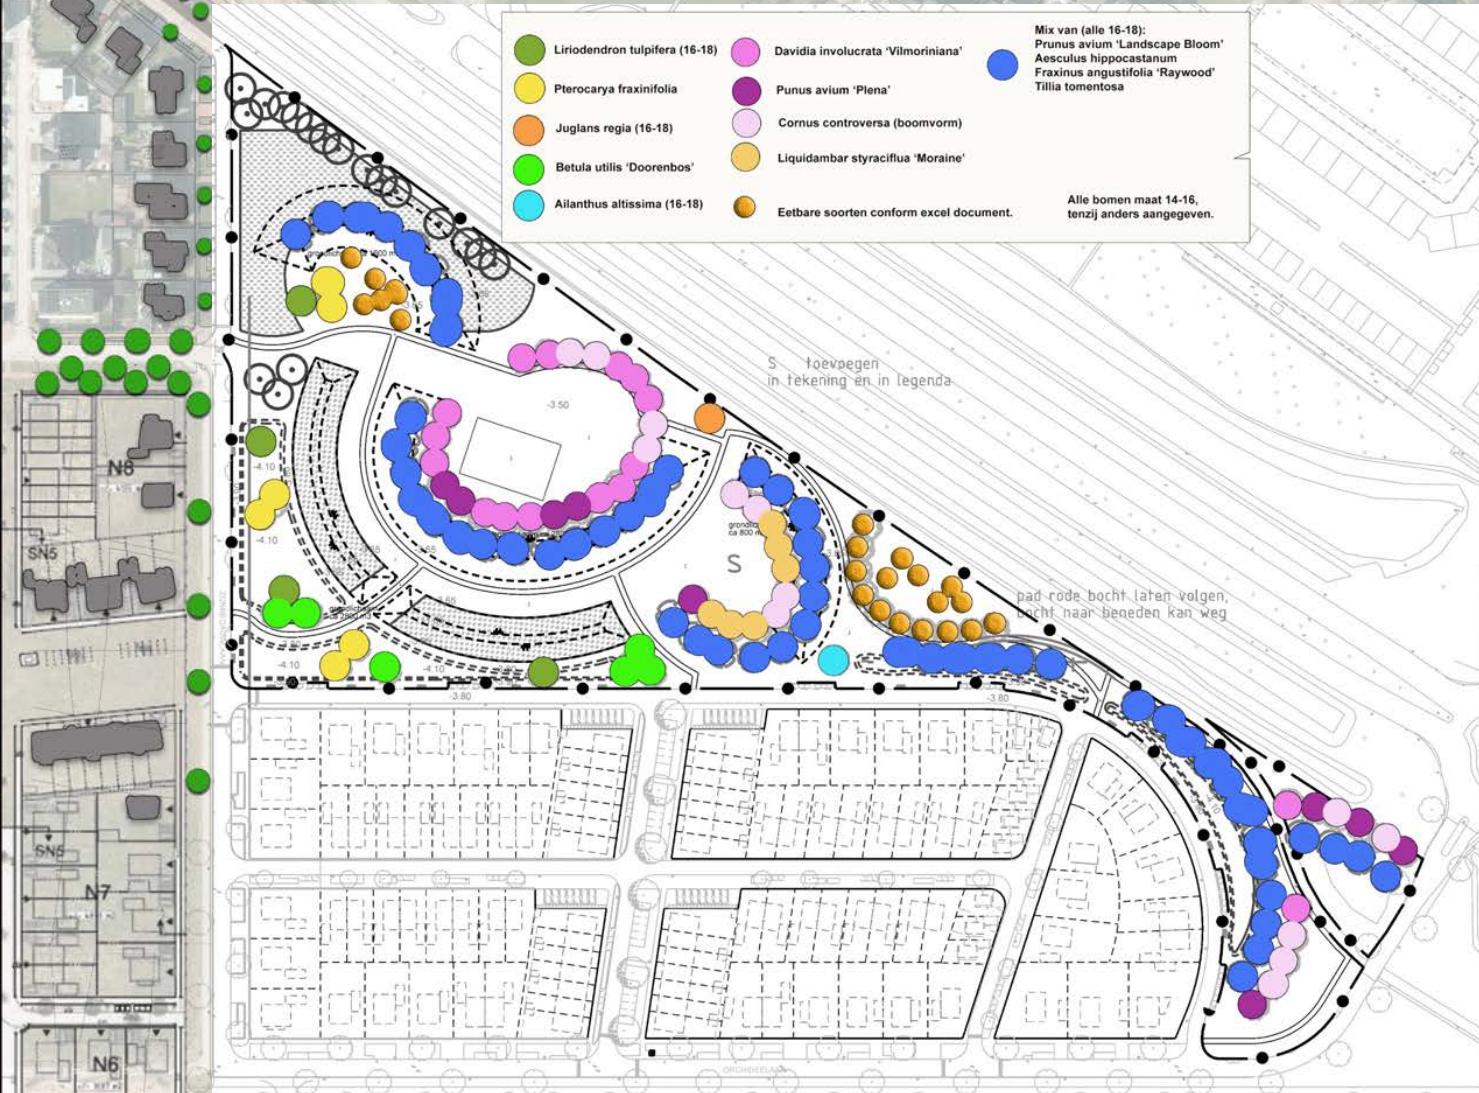 Liriodendron tulpifera (16-18)
Pterocarya fraxinifolia
Juglans regia (16-18)
Betula utilis ‘Doorenbos’
Ailanthus altissima (16-18)
Davidia involucrata ‘Vilmoriniana’
Punus avium ‘Plena’
Cornus controversa (boomvorm)
Liquidambar styraciflua ‘Moraine’
Eetbare soorten conform excel document.
Mix van (alle 16-18):
Prunus avium ‘Landscape Bloom’
Aesculus hippocastanum
Fraxinus angustifolia ‘Raywood’
Tillia tomentosa
Alle bomen maat 14-16,
tenzij anders aangegeven.
S toevoegen
in tekening en in legenda
-3.50
N8
-4.10
-4.10
SN5
S
ca 800 m
pad rode bocht laten volgen,
bocht naar beneden kan weg
-3.65
-4.10
-4.10
-3.80
-3.80
SN5
N7
N6